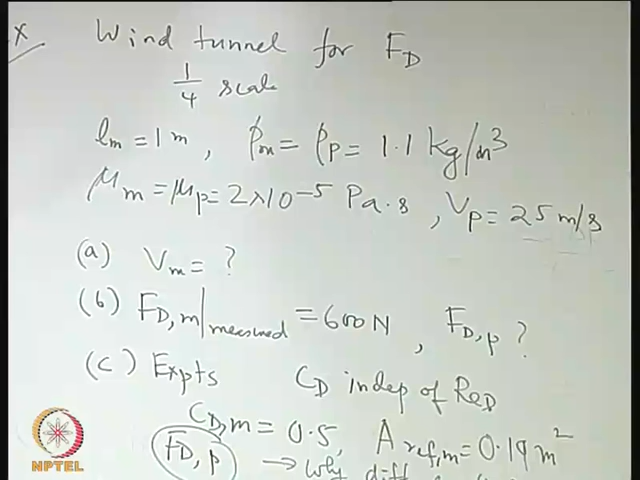 Ex
Wind tunnel for F_D
1/4 scale
l_m = 1 m, ρ_m = ρ_p = 1.1 kg/m³
μ_m = μ_p = 2×10⁻⁵ Pa.s, V_p = 25 m/s
(a) V_m = ?
(b) F_D,m|measured = 600 N, F_D,p ?
(c) Expts C_D indep of Re_D
C_D,m = 0.5, A_ref,m = 0.19 m²
F_D,p → why diff
NPTEL